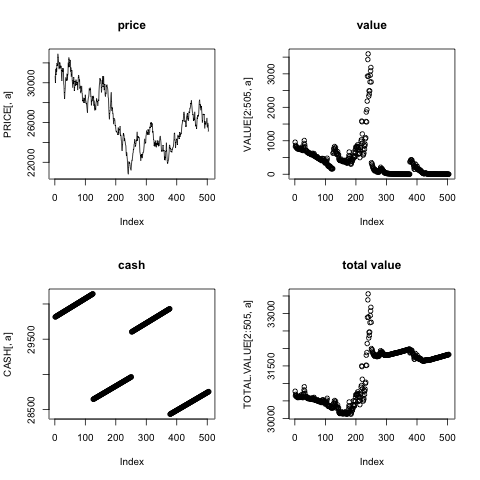 price
value
PRICE[, a]
22000 26000 30000
VALUE[2:505, a]
0 1000 2000 3000
0 100 200 300 400 500
0 100 200 300 400 500
Index
Index
cash
total value
CASH[, a]
28500 29500
TOTAL.VALUE[2:505, a]
30000 31500 33000
0 100 200 300 400 500
0 100 200 300 400 500
Index
Index